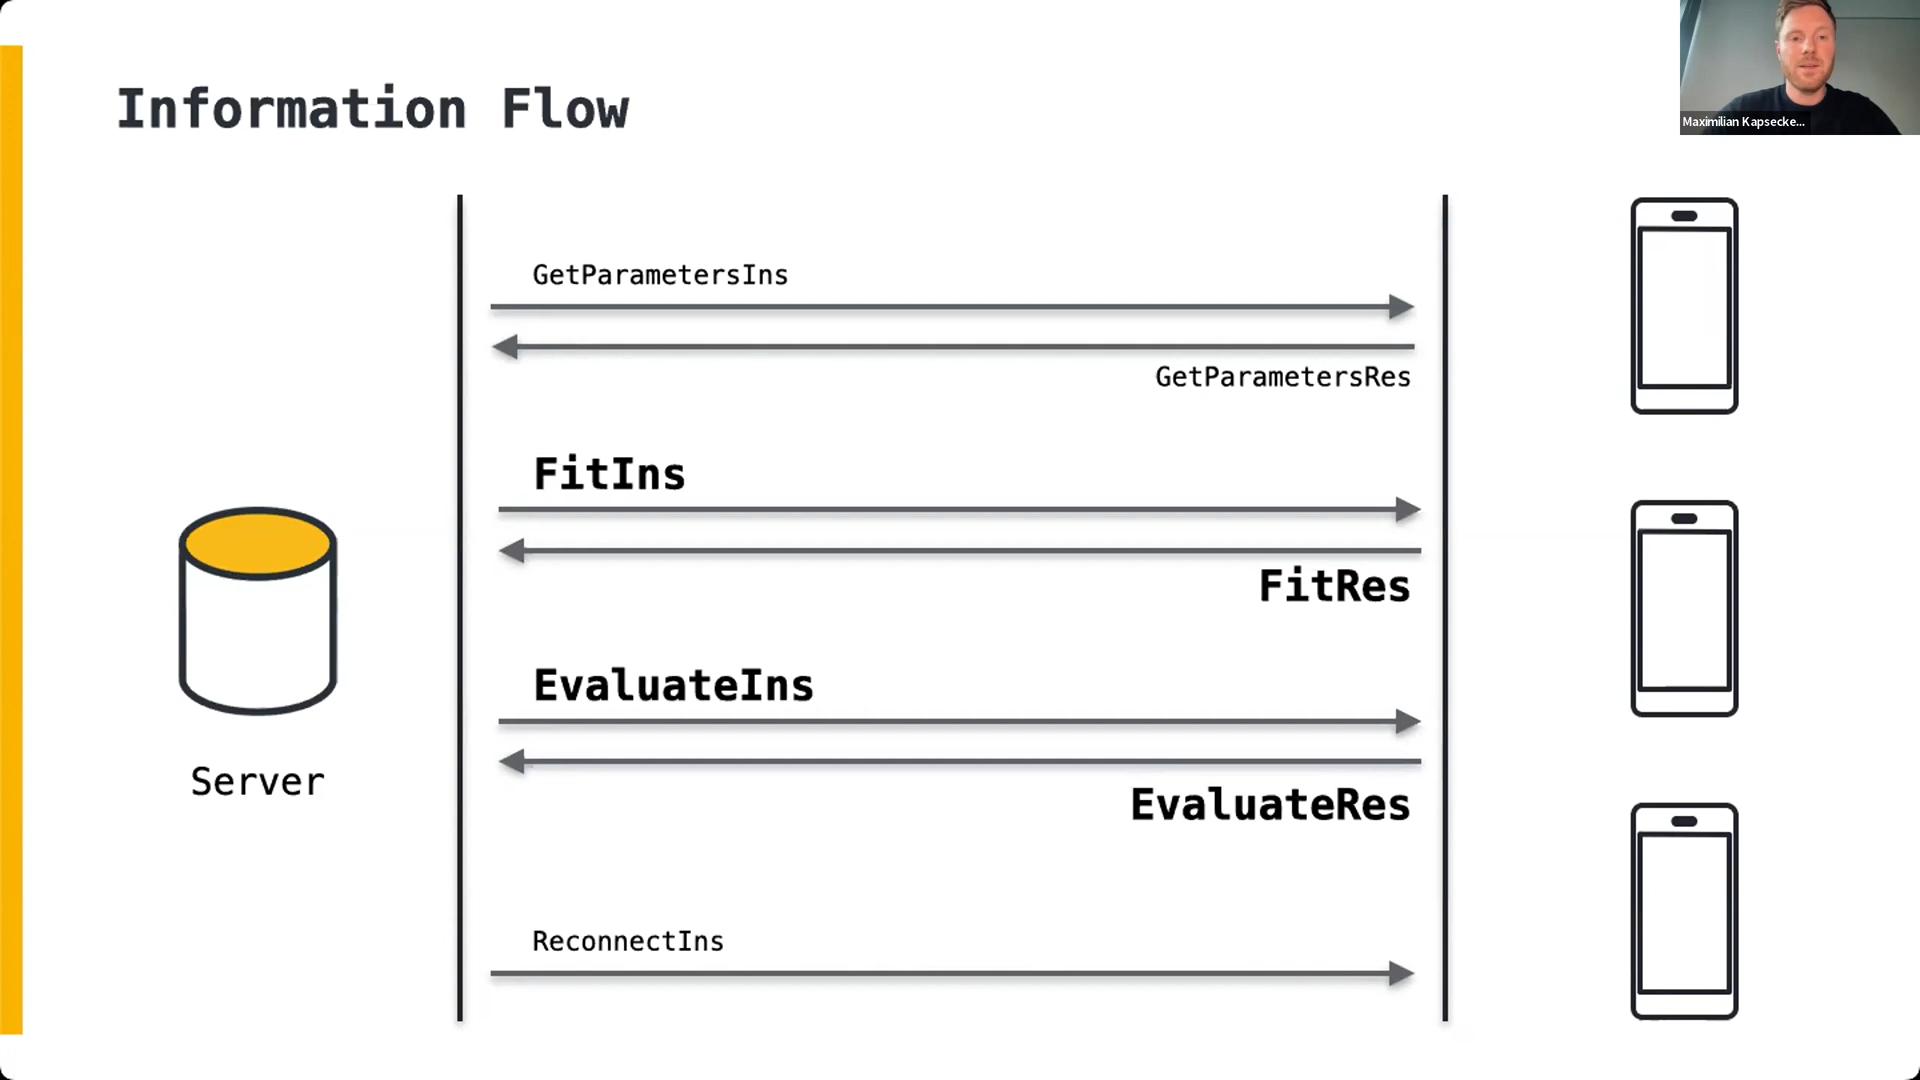 Information Flow
Maximilian Kapsecke...
GetParametersIns
GetParametersRes
FitIns
FitRes
EvaluateIns
EvaluateRes
Server
ReconnectIns